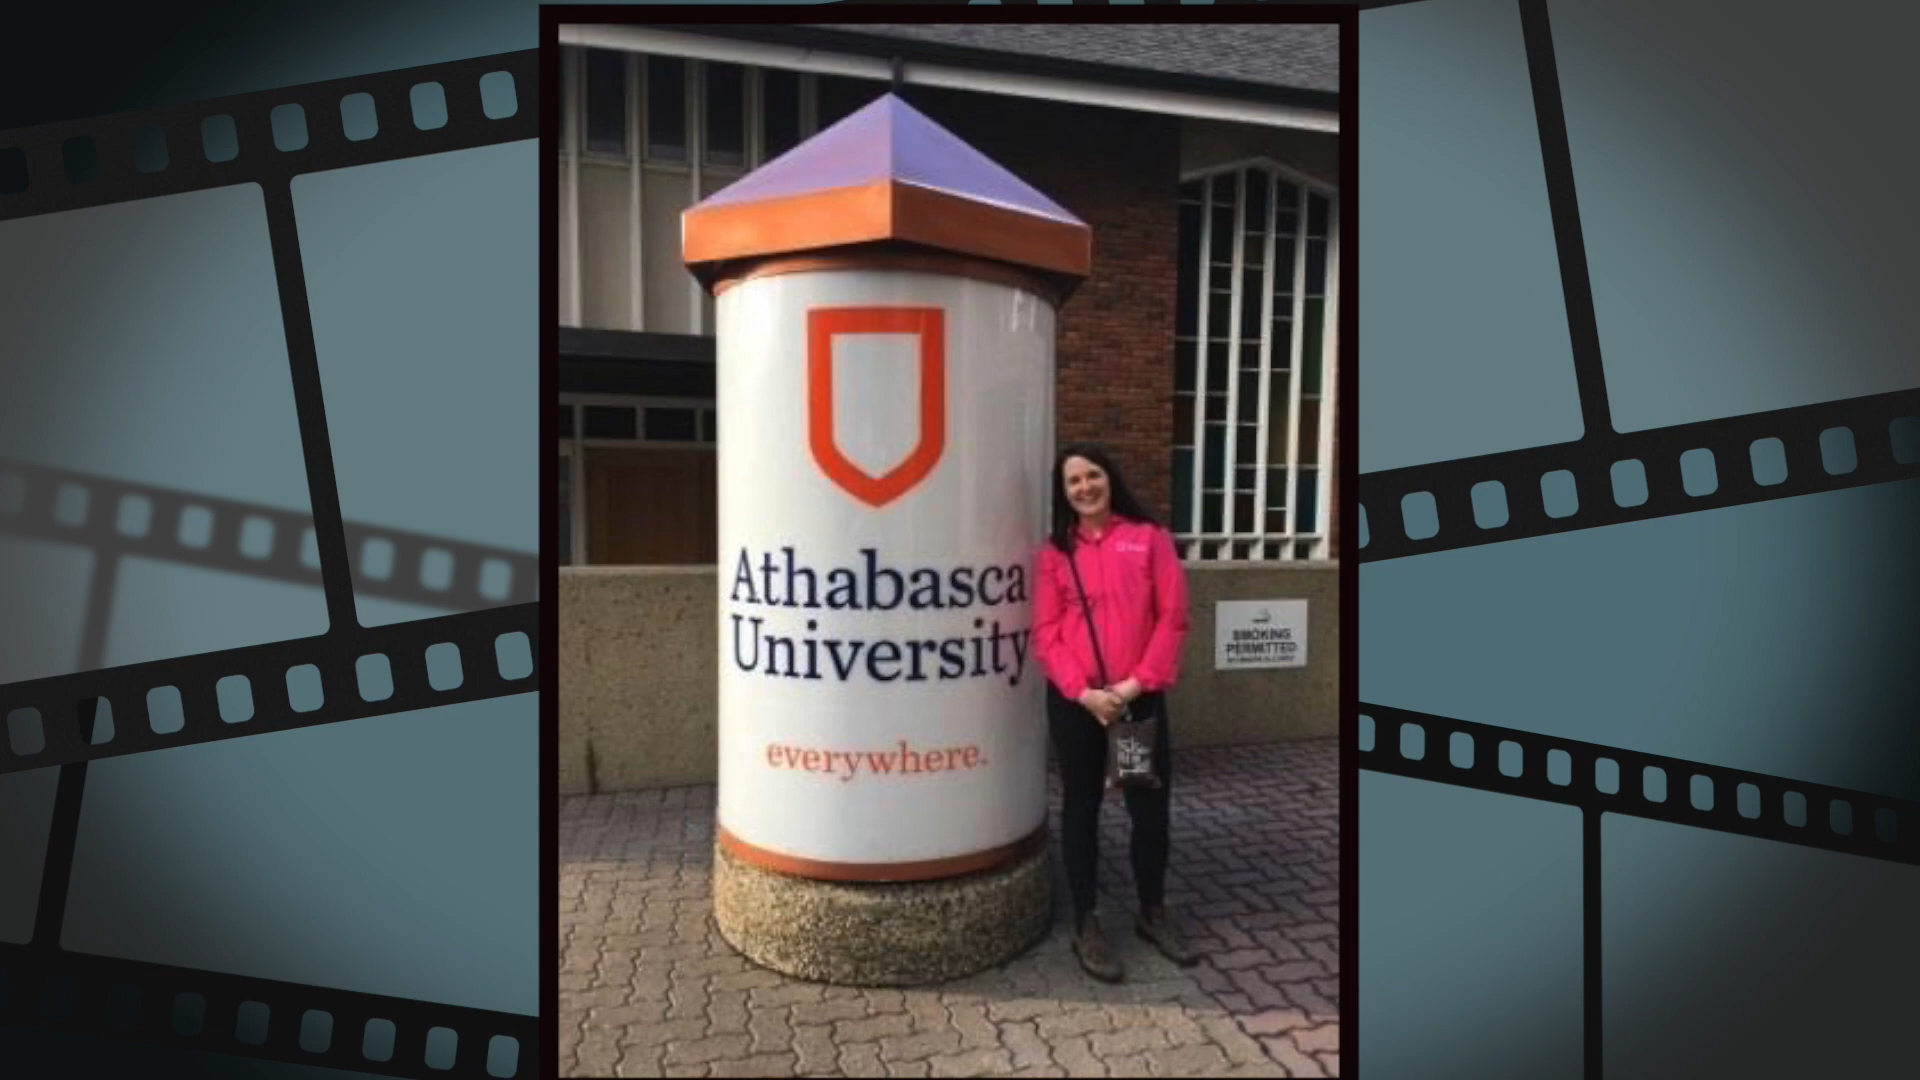 Athabasca
University
everywhere.
SMOKING
PERMITTED